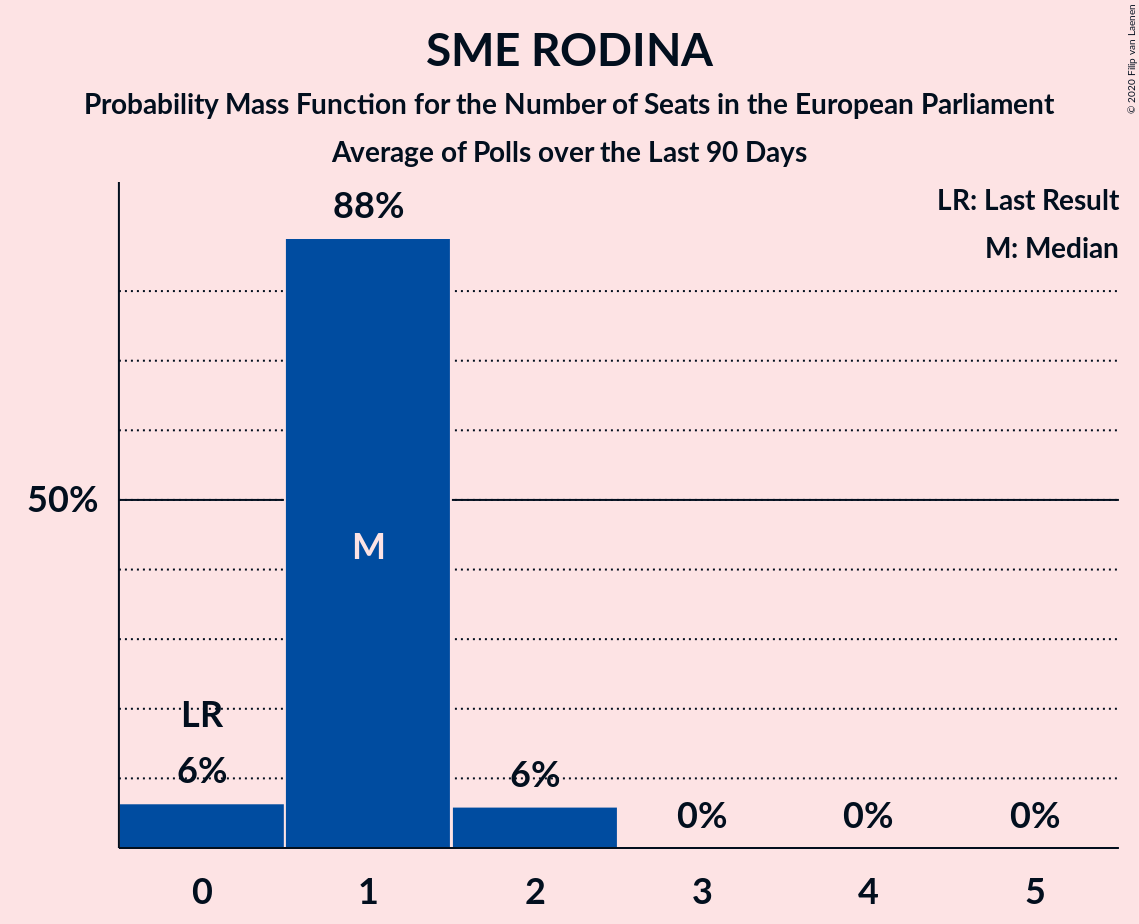 SME RODINA
Probability Mass Function for the Number of Seats in the European Parliament
Average of Polls over the Last 90 Days
© 2020 Filip van Laenen
LR: Last Result
M: Median
88%
50%
M
LR
6%
6%
0%
0%
0%
0
1
2
3
4
5